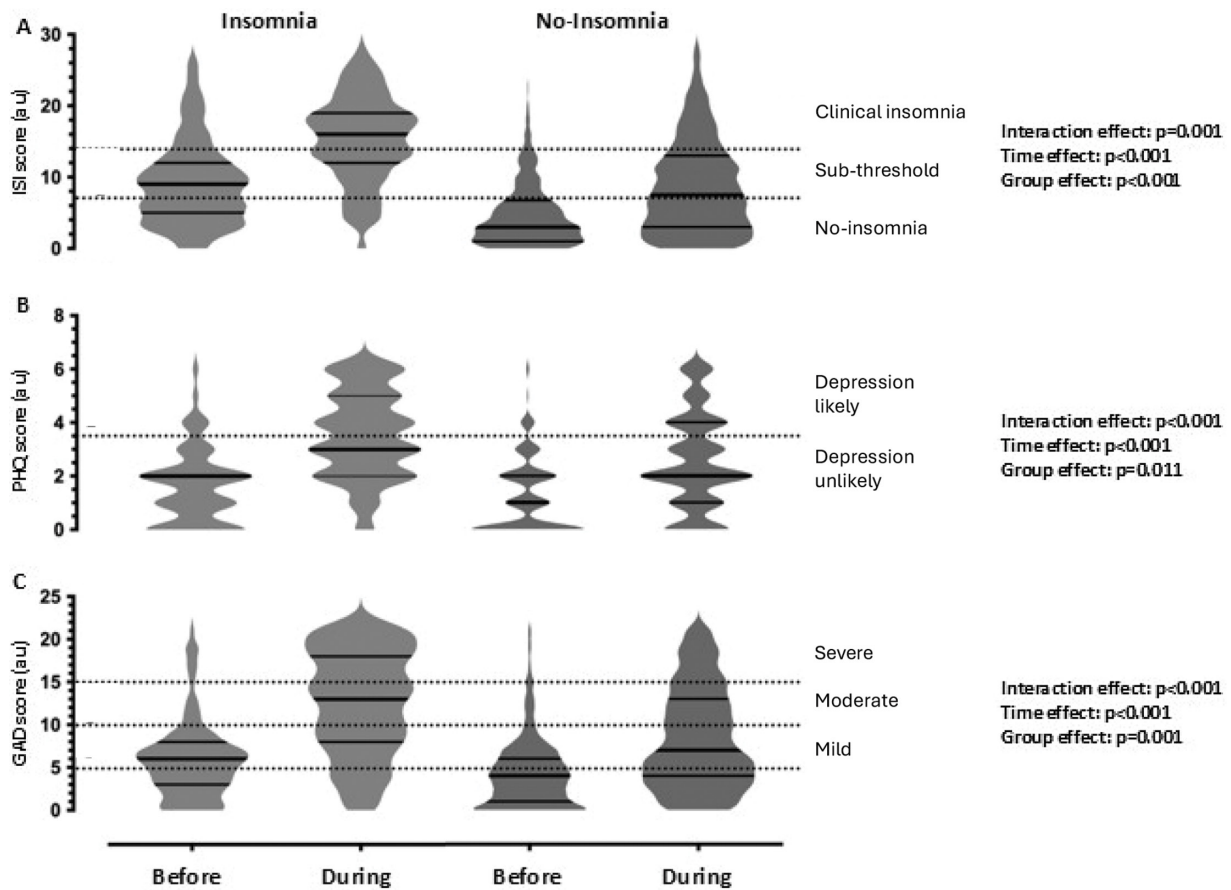 Insomnia No-Insomnia
A
30
20
10
0
ISI score (au)
Clinical insomnia
Sub-threshold
No-insomnia
Interaction effect: p=0.001
Time effect: p<0.001
Group effect: p<0.001
B
8
6
4
2
0
PHQ score (au)
Depression
likely
Depression
unlikely
Interaction effect: p<0.001
Time effect: p<0.001
Group effect: p=0.011
C
25
20
15
10
5
0
GAD score (au)
Severe
Moderate
Mild
Interaction effect: p<0.001
Time effect: p<0.001
Group effect: p=0.001
Before During Before During